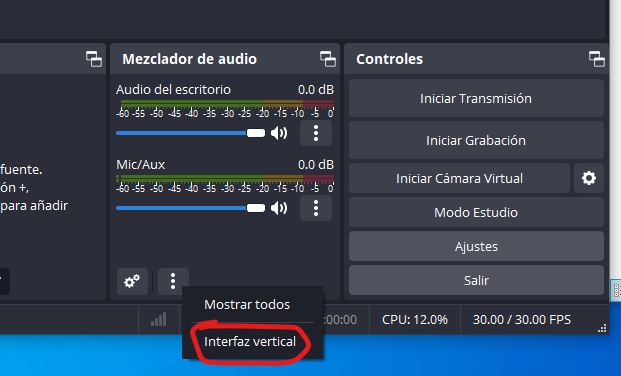 Mezclador de audio
Controles
Audio del escritorio 0.0 dB
-60 -55 -50 -45 -40 -35 -30 -25 -20 -15 -10 -5 0
Mic/Aux 0.0 dB
-60 -55 -50 -45 -40 -35 -30 -25 -20 -15 -10 -5 0
fuente.
ón +,
para añadir
Iniciar Transmisión
Iniciar Grabación
Iniciar Cámara Virtual
Modo Estudio
Ajustes
Salir
Mostrar todos
Interfaz vertical
:00:00
CPU: 12.0%
30.00 / 30.00 FPS